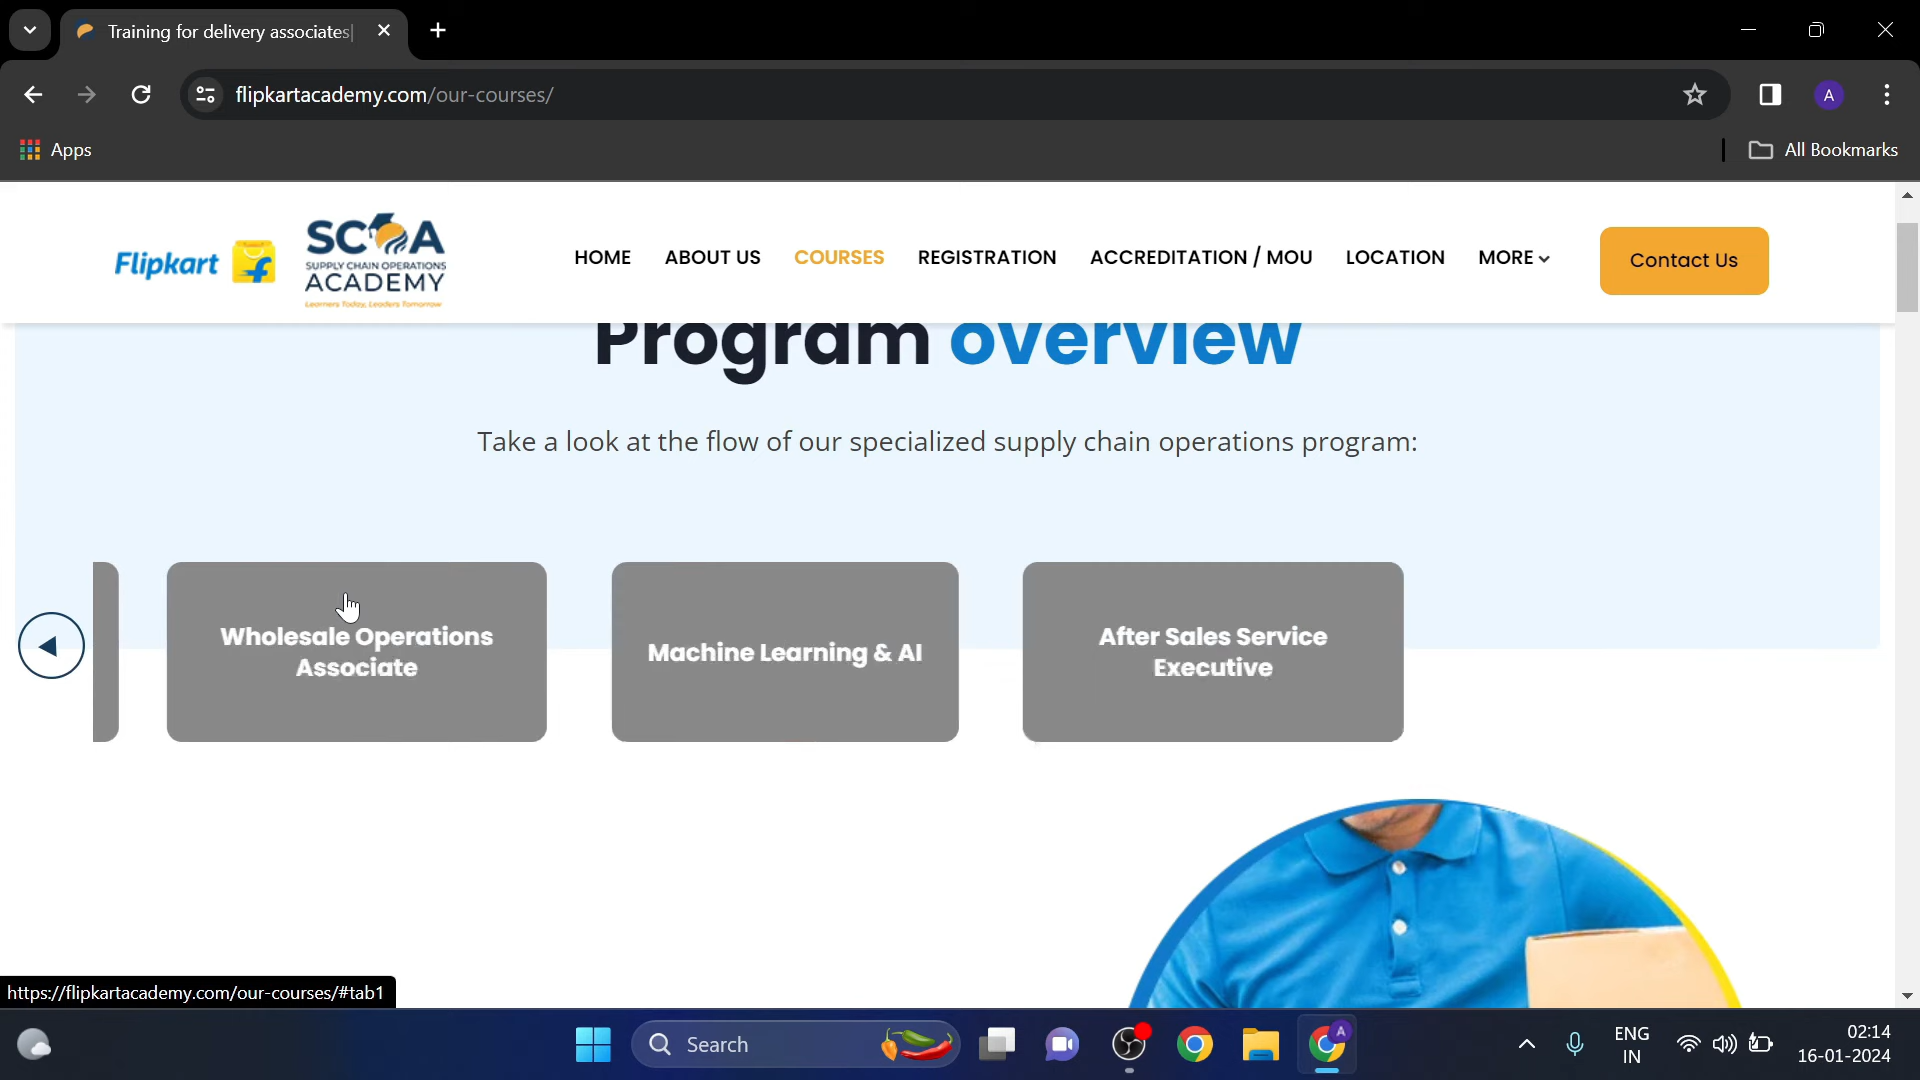 Training for delivery associates|
flipkartacademy.com/our-courses/
A
Apps
All Bookmarks
Flipkart
SCOA
SUPPLY CHAIN OPERATIONS
ACADEMY
Learners Today, Leaders Tomorrow
HOME
ABOUT US
COURSES
REGISTRATION
ACCREDITATION / MOU
LOCATION
MORE
Contact Us
Program overview
Take a look at the flow of our specialized supply chain operations program:
Wholesale Operations
Associate
Machine Learning & AI
After Sales Service
Executive
https://flipkartacademy.com/our-courses/#tab1
Search
A
ENG
IN
02:14
16-01-2024